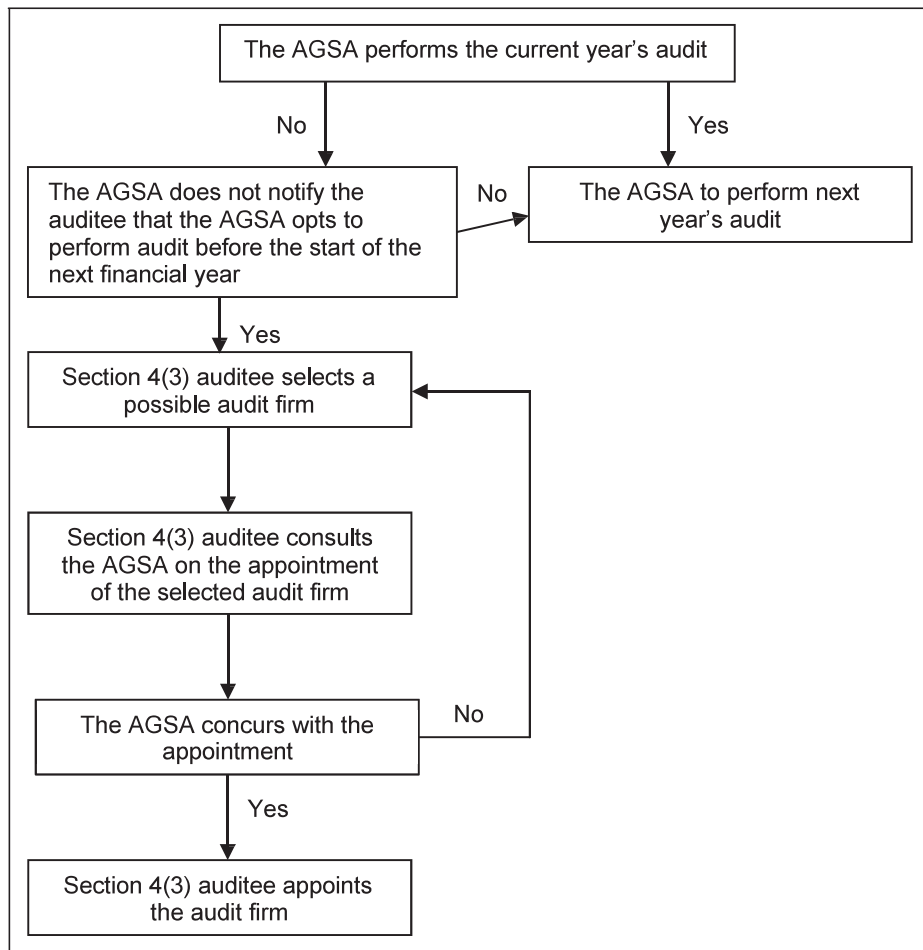 The AGSA performs the current year's audit
No
Yes
The AGSA does not notify the
auditee that the AGSA opts to
perform audit before the start of the
next financial year
No
The AGSA to perform next
year's audit
Yes
Section 4(3) auditee selects a
possible audit firm
Section 4(3) auditee consults
the AGSA on the appointment
of the selected audit firm
The AGSA concurs with the
appointment
No
Yes
Section 4(3) auditee appoints
the audit firm